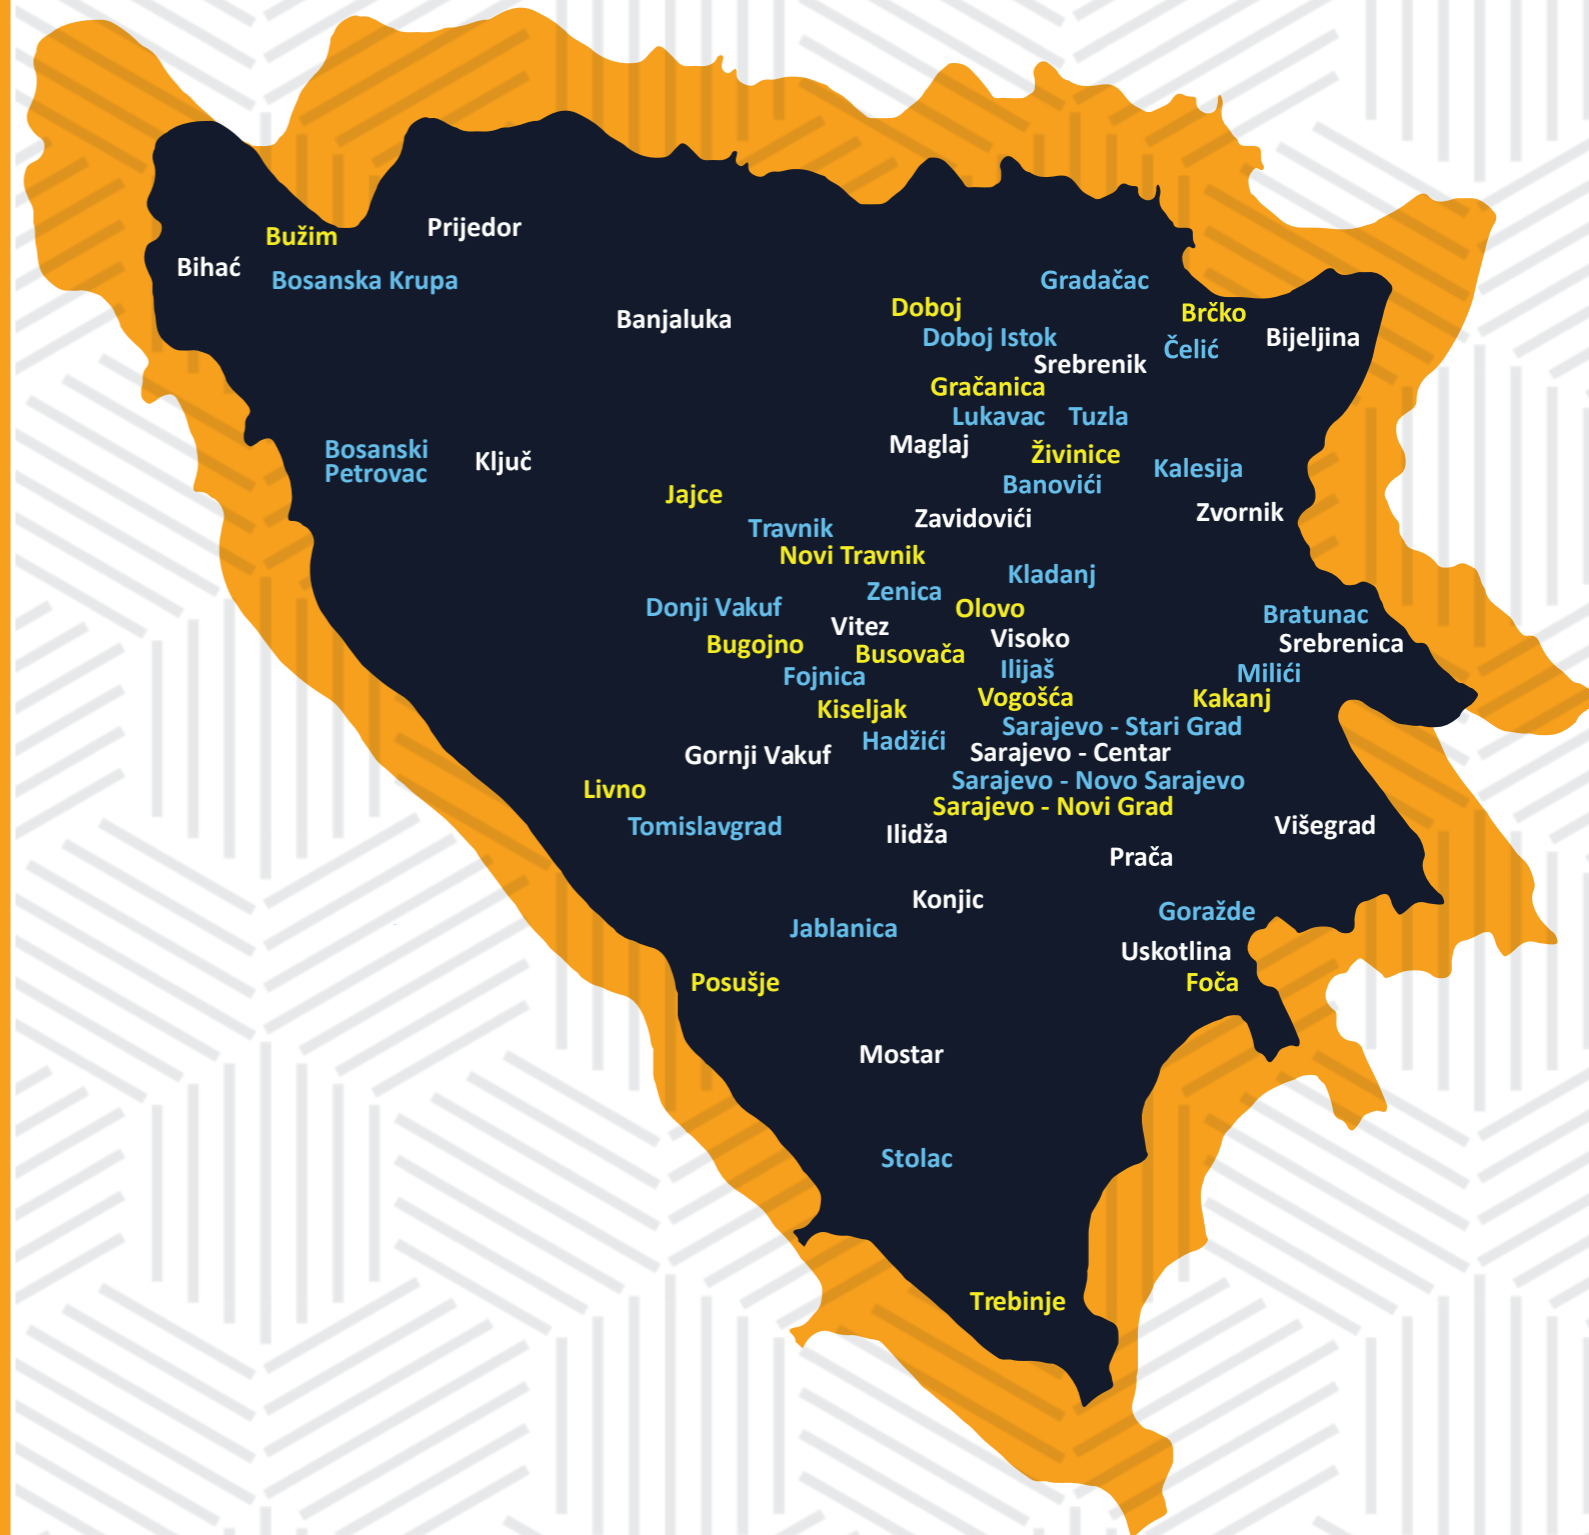 Prijedor
Bužim
Bihać
Bosanska Krupa
Gradačac
Doboj
Brčko
Banjaluka
Doboj Istok
Bijeljina
Čelić
Srebrenik
Gračanica
Lukavac
Tuzla
Maglaj
Bosanski
Petrovac
Živinice
Ključ
Kalesija
Banovići
Jajce
Zvornik
Zavidovići
Travnik
Novi Travnik
Kladanj
Zenica
Donji Vakuf
Olovo
Bratunac
Vitez
Visoko
Bugojno
Srebrenica
Busovača
Ilijaš
Fojnica
Milići
Vogošća
Kakanj
Kiseljak
Sarajevo - Stari Grad
Hadžići
Gornji Vakuf
Sarajevo - Centar
Sarajevo - Novo Sarajevo
Livno
Sarajevo - Novi Grad
Tomislavgrad
Višegrad
Ilidža
Prača
Konjic
Goražde
Jablanica
Uskotlina
Posušje
Foča
Mostar
Stolac
Trebinje